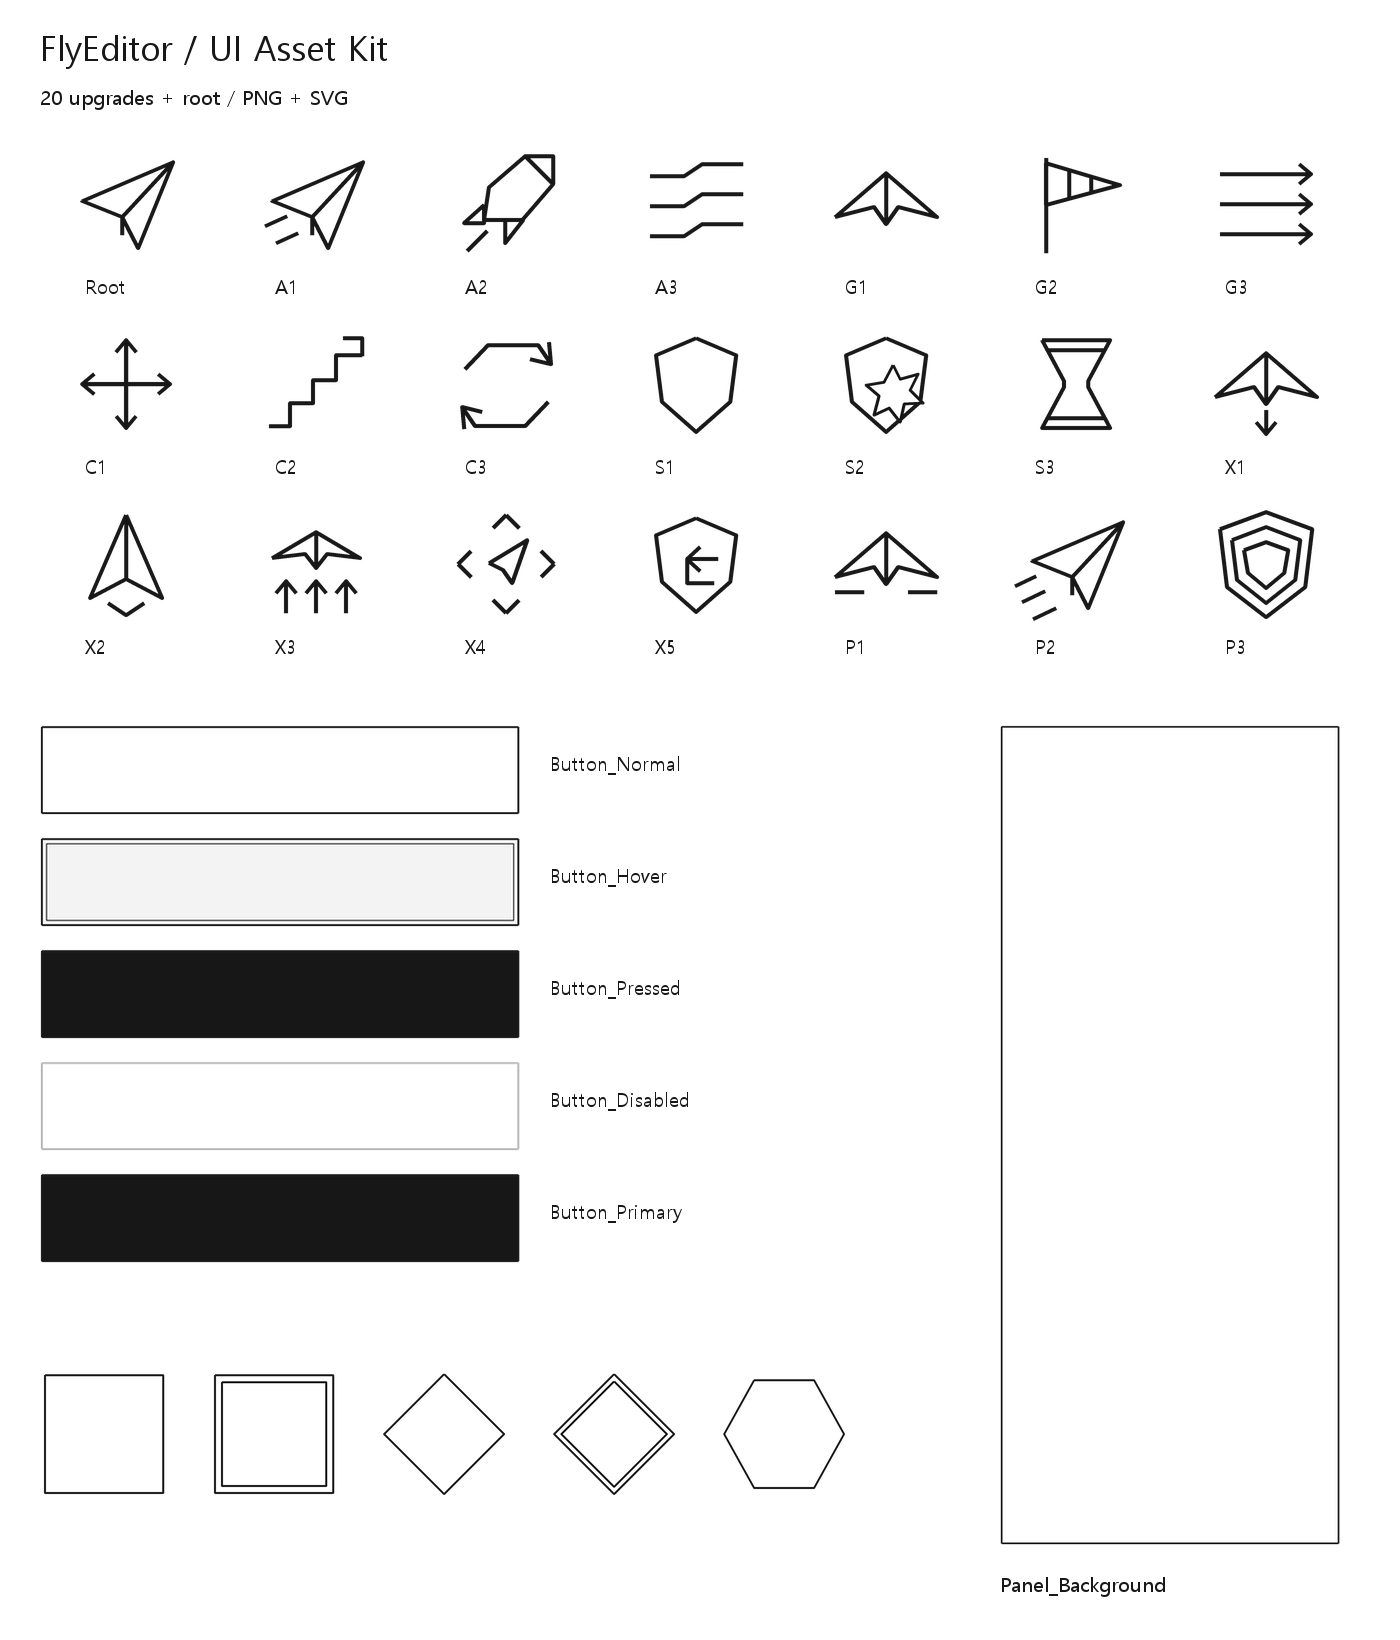 FlyEditor / UI Asset Kit
20 upgrades + root / PNG + SVG
Root A1 A2 A3 G1 G2 G3
C1 C2 C3 S1 S2 S3 X1
X2 X3 X4 X5 P1 P2 P3
Button_Normal
Button_Hover
Button_Pressed
Button_Disabled
Button_Primary
Panel_Background